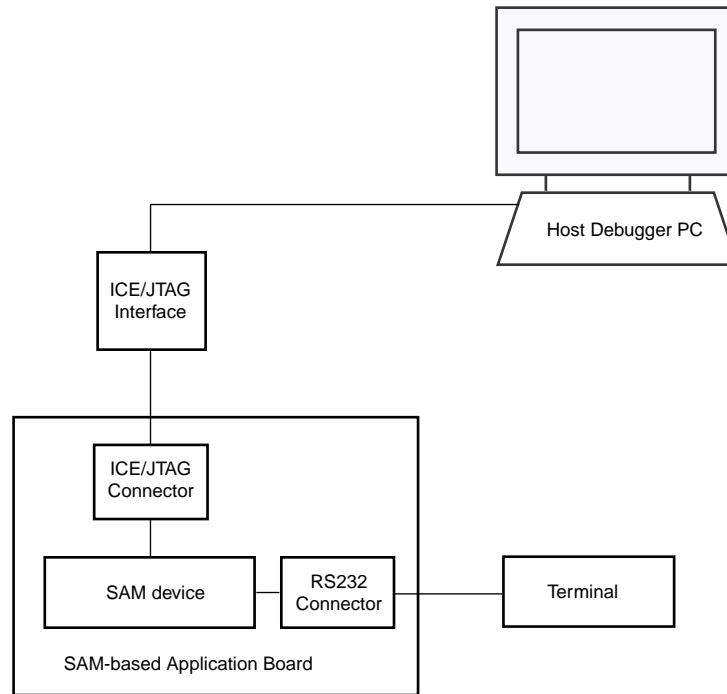 Host Debugger PC
ICE/JTAG
Interface
ICE/JTAG
Connector
SAM device
RS232
Connector
Terminal
SAM-based Application Board